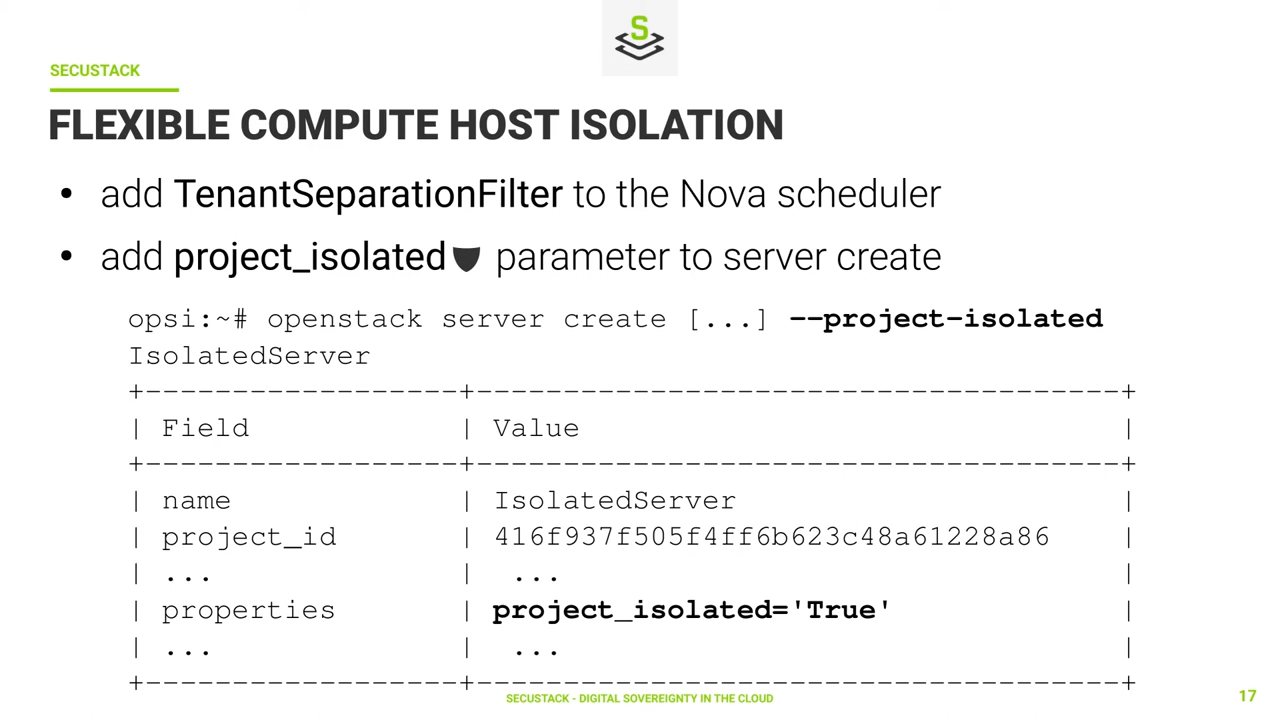 S
SECUSTACK
FLEXIBLE COMPUTE HOST ISOLATION
• add TenantSeparationFilter to the Nova scheduler
• add project_isolated parameter to server create
opsi:~# openstack server create [...] --project-isolated
IsolatedServer
+------------------+-------------------------------------+
| Field            | Value                               |
+------------------+-------------------------------------+
| name             | IsolatedServer                      |
| project_id       | 416f937f505f4ff6b623c48a61228a86    |
| ...              |  ...                                |
| properties       | project_isolated='True'             |
| ...              |  ...                                |
+------------------+-------------------------------------+
SECUSTACK - DIGITAL SOVEREIGNTY IN THE CLOUD
17